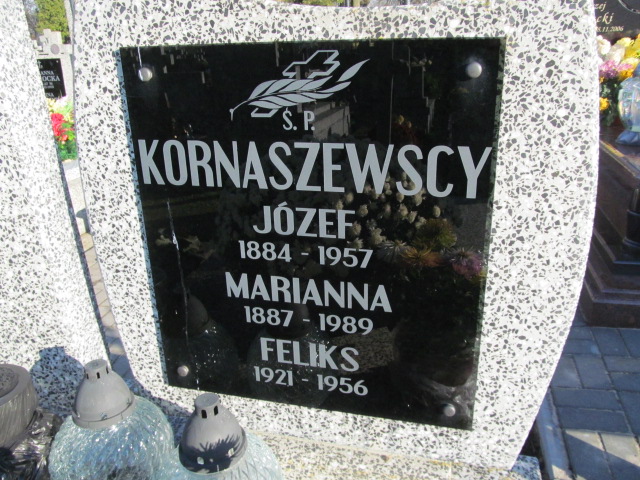 Ś. P.
KORNASZEWSCY
JÓZEF
1884 - 1957
MARIANNA
1887 - 1989
FELIKS
1921 - 1956